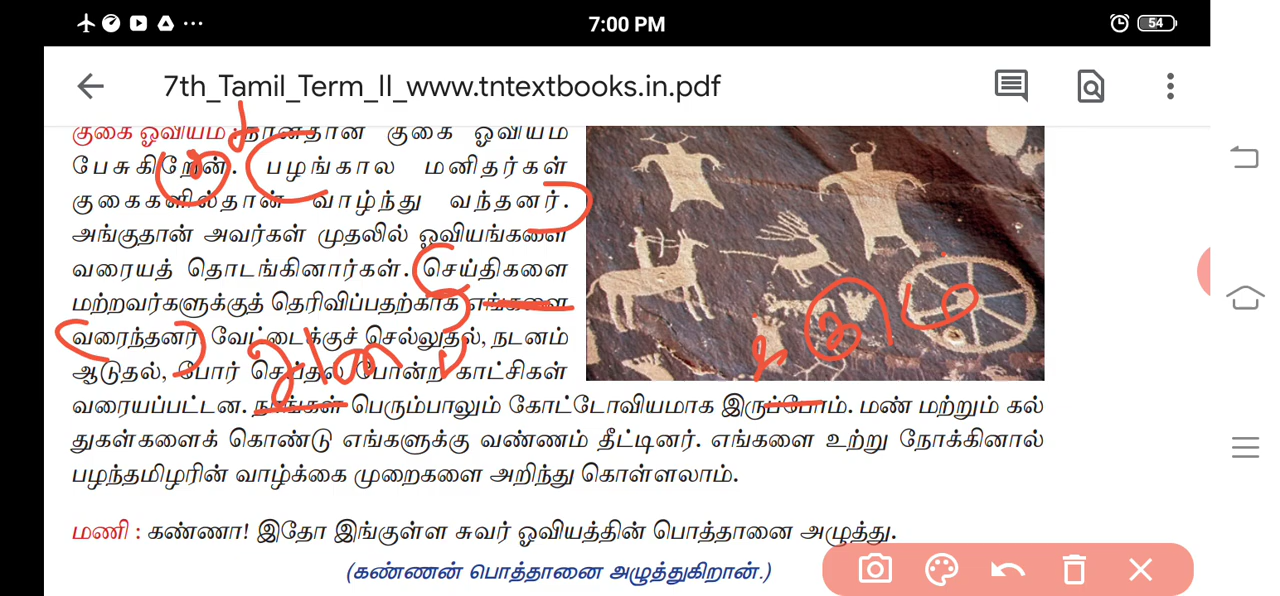 7:00 PM
54
7th_Tamil_Term_II_www.tntextbooks.in.pdf
குகை ஓவியம் : நான்தான் குகை ஓவியம்
பேசுகிறேன். பழங்கால மனிதர்கள்
குகைகளில்தான் வாழ்ந்து வந்தனர்.
அங்குதான் அவர்கள் முதலில் ஓவியங்களை
வரையத் தொடங்கினார்கள். செய்திகளை
மற்றவர்களுக்குத் தெரிவிப்பதற்காக எங்களை
வரைந்தனர் வேட்டைக்குச் செல்லுதல், நடனம்
ஆடுதல், போர் செய்தல் போன்ற காட்சிகள்
வரையப்பட்டன. நாங்கள் பெரும்பாலும் கோட்டோவியமாக இருப்போம். மண் மற்றும் கல்
துகள்களைக் கொண்டு எங்களுக்கு வண்ணம் தீட்டினர். எங்களை உற்று நோக்கினால்
பழந்தமிழரின் வாழ்க்கை முறைகளை அறிந்து கொள்ளலாம்.
மணி : கண்ணா! இதோ இங்குள்ள சுவர் ஓவியத்தின் பொத்தானை அழுத்து.
(கண்ணன் பொத்தானை அழுத்துகிறான்.)